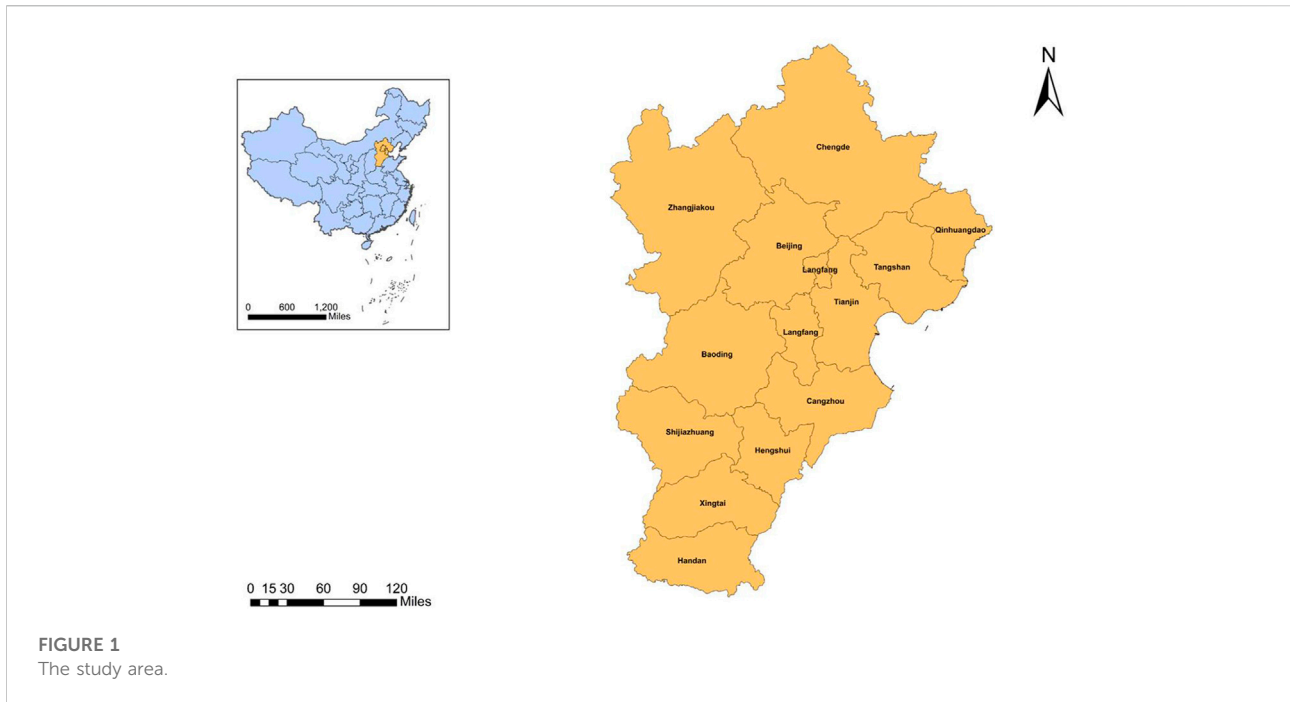 N
Chengde
Zhangjiakou
Qinhuangdao
Beijing
Langfang
Tangshan
Tianjin
Langfang
Baoding
Cangzhou
Shijiazhuang
Hengshui
Xingtai
Handan
0 600 1,200
Miles
0 15 30 60 90 120
Miles
FIGURE 1
The study area.